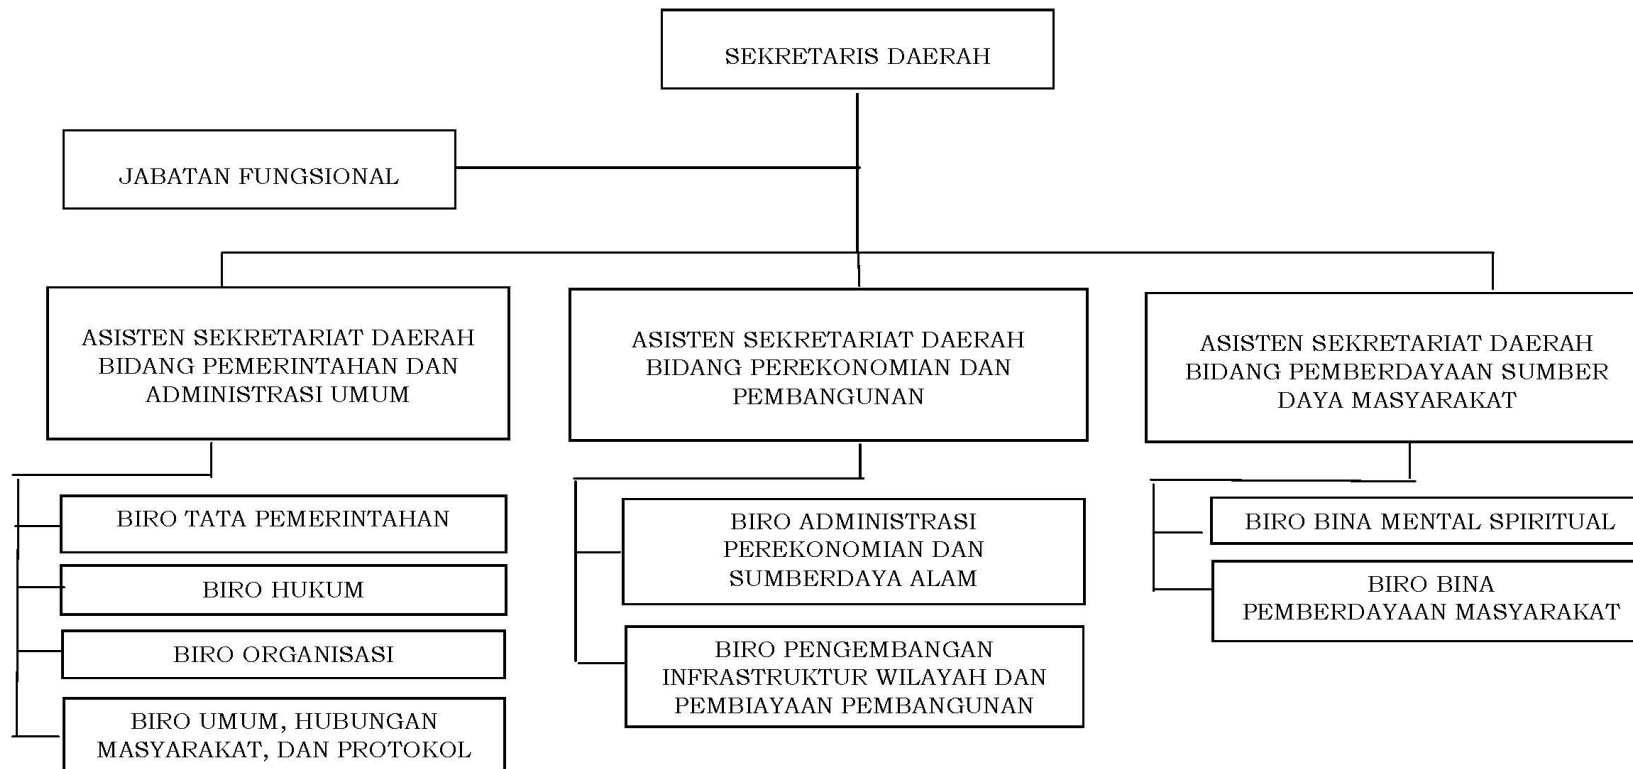 SEKRETARIS DAERAH
JABATAN FUNGSIONAL
ASISTEN SEKRETARIAT DAERAH
BIDANG PEMERINTAHAN DAN
ADMINISTRASI UMUM
BIRO TATA PEMERINTAHAN
BIRO HUKUM
BIRO ORGANISASI
BIRO UMUM, HUBUNGAN
MASYARAKAT, DAN PROTOKOL
ASISTEN SEKRETARIAT DAERAH
BIDANG PEREKONOMIAN DAN
PEMBANGUNAN
BIRO ADMINISTRASI
PEREKONOMIAN DAN
SUMBERDAYA ALAM
BIRO PENGEMBANGAN
INFRASTRUKTUR WILAYAH DAN
PEMBIAYAAN PEMBANGUNAN
ASISTEN SEKRETARIAT DAERAH
BIDANG PEMBERDAYAAN SUMBER
DAYA MASYARAKAT
BIRO BINA MENTAL SPIRITUAL
BIRO BINA
PEMBERDAYAAN MASYARAKAT